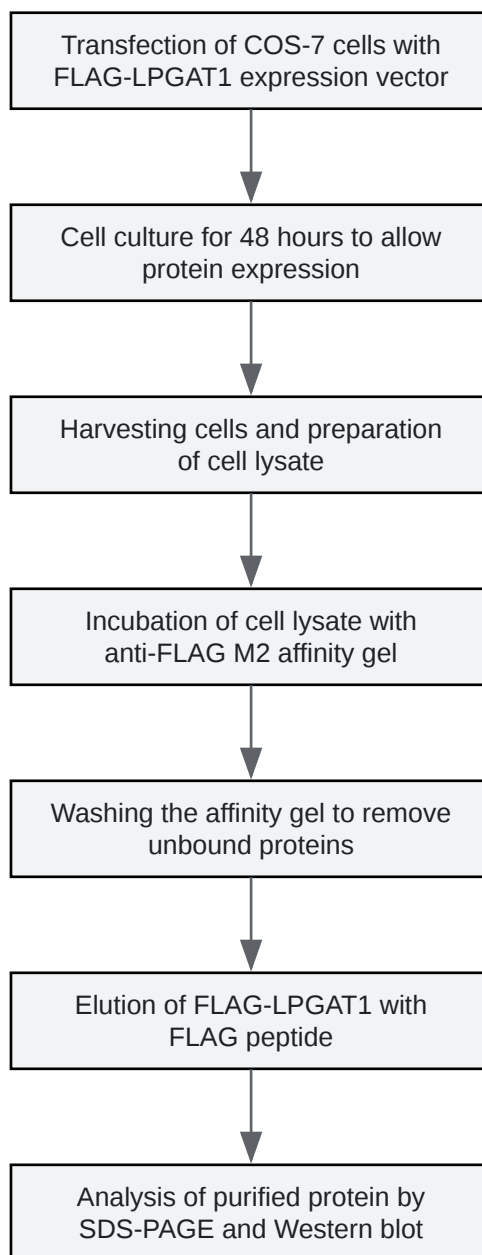 Transfection of COS-7 cells with
FLAG-LPGAT1 expression vector
Cell culture for 48 hours to allow
protein expression
Harvesting cells and preparation
of cell lysate
Incubation of cell lysate with
anti-FLAG M2 affinity gel
Washing the affinity gel to remove
unbound proteins
Elution of FLAG-LPGAT1 with
FLAG peptide
Analysis of purified protein by
SDS-PAGE and Western blot